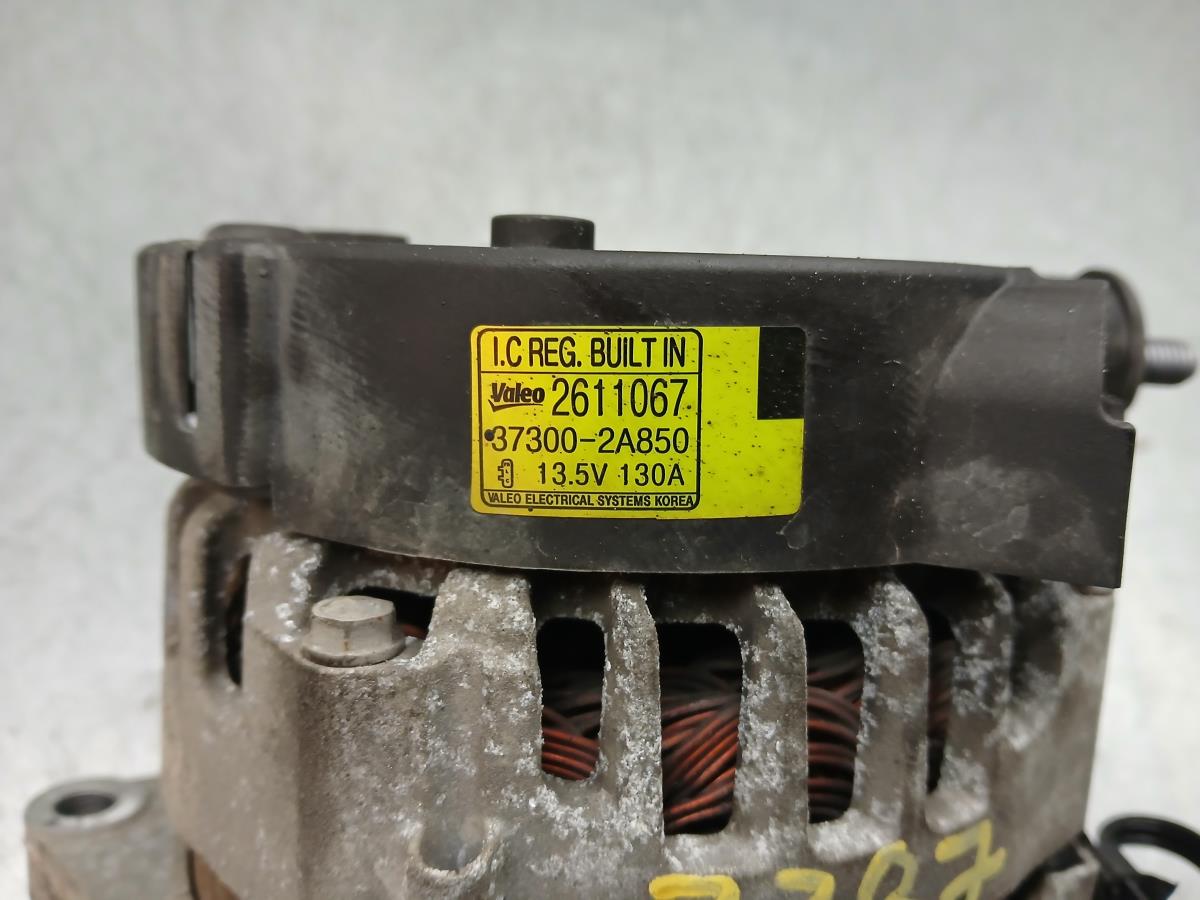 I.C REG. BUILT IN
Valeo 2611067
37300-2A850
13.5V 130A
VALEO ELECTRICAL SYSTEMS KOREA